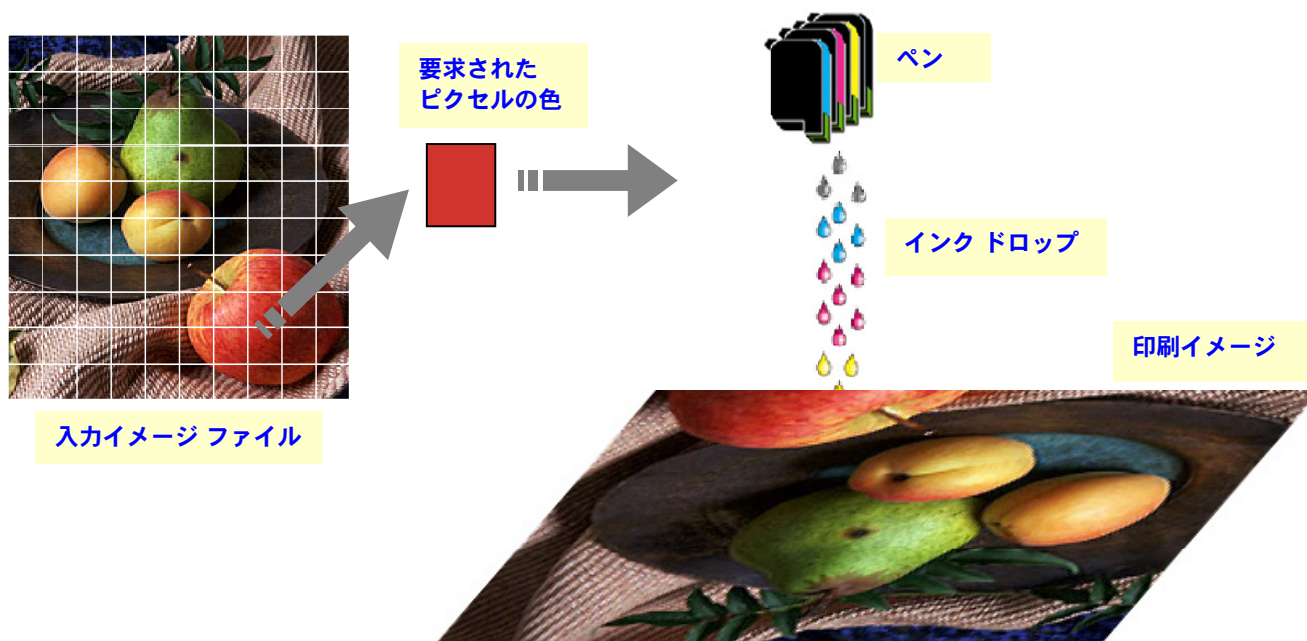 要求された
ピクセルの色
ペン
インク ドロップ
印刷イメージ
入力イメージ ファイル